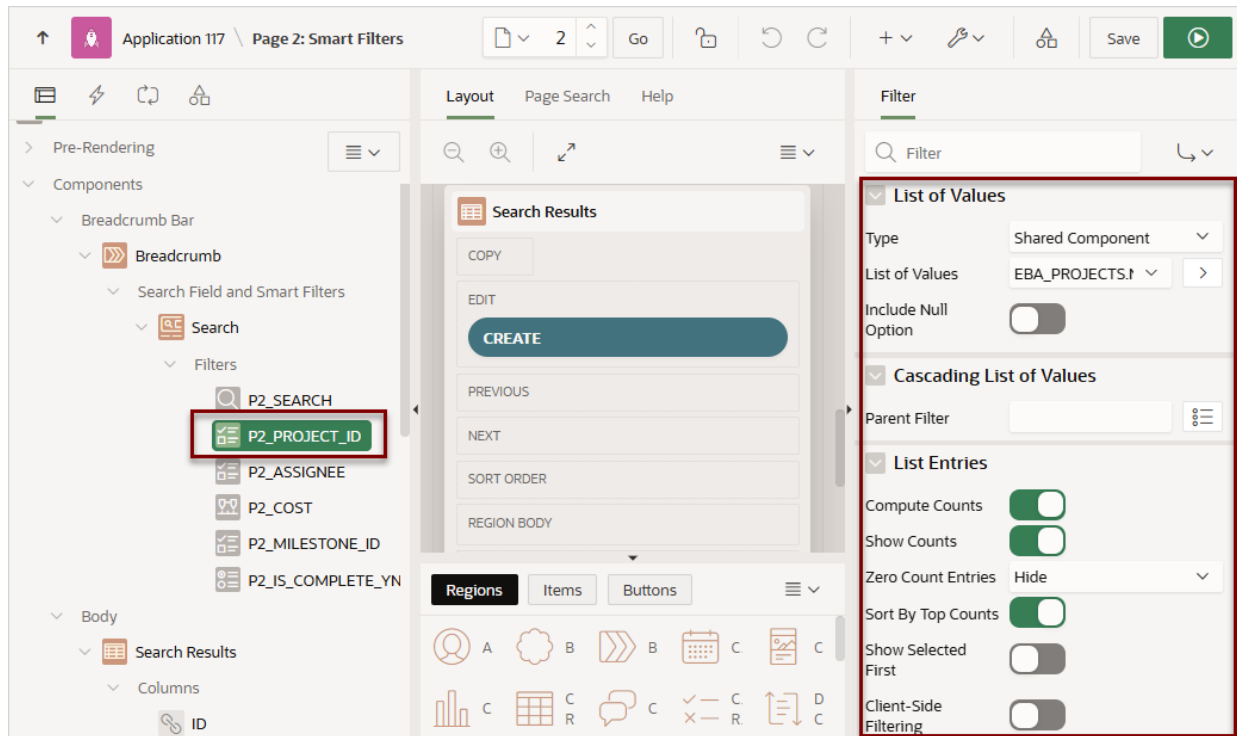 Application 117 \ Page 2: Smart Filters
2
Go
Save
Pre-Rendering
Components
Breadcrumb Bar
Breadcrumb
Search Field and Smart Filters
Search
Filters
P2_SEARCH
P2_PROJECT_ID
P2_ASSIGNEE
P2_COST
P2_MILESTONE_ID
P2_IS_COMPLETE_YN
Body
Search Results
Columns
ID
Layout Page Search Help
Search Results
COPY
EDIT
CREATE
PREVIOUS
NEXT
SORT ORDER
REGION BODY
Regions Items Buttons
A B B C. C
C C R C C. R. D C
Filter
Filter
List of Values
Type Shared Component
List of Values EBA_PROJECTS.
Include Null
Option
Cascading List of Values
Parent Filter
List Entries
Compute Counts
Show Counts
Zero Count Entries Hide
Sort By Top Counts
Show Selected
First
Client-Side
Filtering